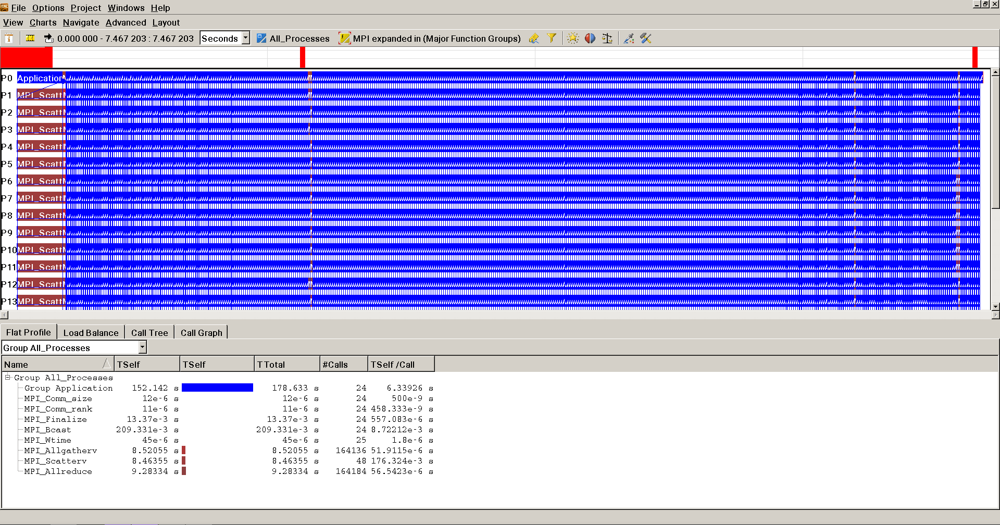 File Options Project Windows Help
View Charts Navigate Advanced Layout
0.000 000 - 7.467 203 : 7.467 203 Seconds All_Processes MPI expanded in (Major Function Groups)
P0 Application
P1 MPI_Scatt
P2 MPI_Scatt
P3 MPI_Scatt
P4 MPI_Scatt
P5 MPI_Scatt
P6 MPI_Scatt
P7 MPI_Scatt
P8 MPI_Scatt
P9 MPI_Scatt
P10 MPI_Scatt
P11 MPI_Scatt
P12 MPI_Scatt
P13 MPI_Scatt
Flat Profile Load Balance Call Tree Call Graph
Group All_Processes
Name TSelf TSelf TTotal #Calls TSelf /Call
Group All_Processes
Group Application 152.142 s 178.633 s 24 6.33926 s
MPI_Comm_size 12e-6 s 12e-6 s 24 500e-9 s
MPI_Comm_rank 11e-6 s 11e-6 s 24 458.333e-9 s
MPI_Finalize 13.37e-3 s 13.37e-3 s 24 557.083e-6 s
MPI_Bcast 209.331e-3 s 209.331e-3 s 24 8.72212e-3 s
MPI_Wtime 45e-6 s 45e-6 s 25 1.8e-6 s
MPI_Allgatherv 8.52055 s 8.52055 s 164136 51.9115e-6 s
MPI_Scatterv 8.46355 s 8.46355 s 48 176.324e-3 s
MPI_Allreduce 9.28334 s 9.28334 s 164184 56.5423e-6 s